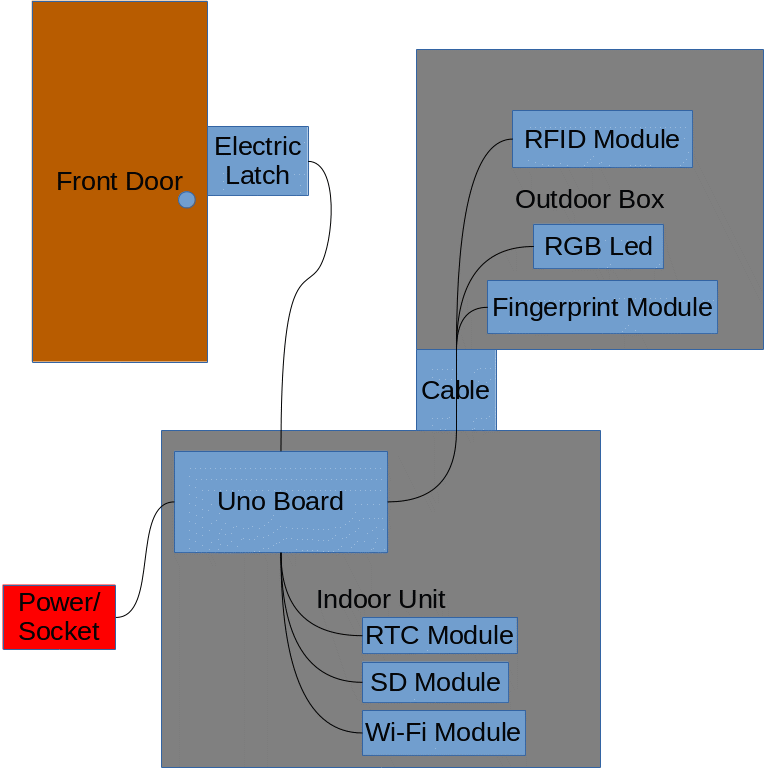 Front Door
Electric
Latch
RFID Module
Outdoor Box
RGB Led
Fingerprint Module
Cable
Uno Board
Power/
Socket
Indoor Unit
RTC Module
SD Module
Wi-Fi Module